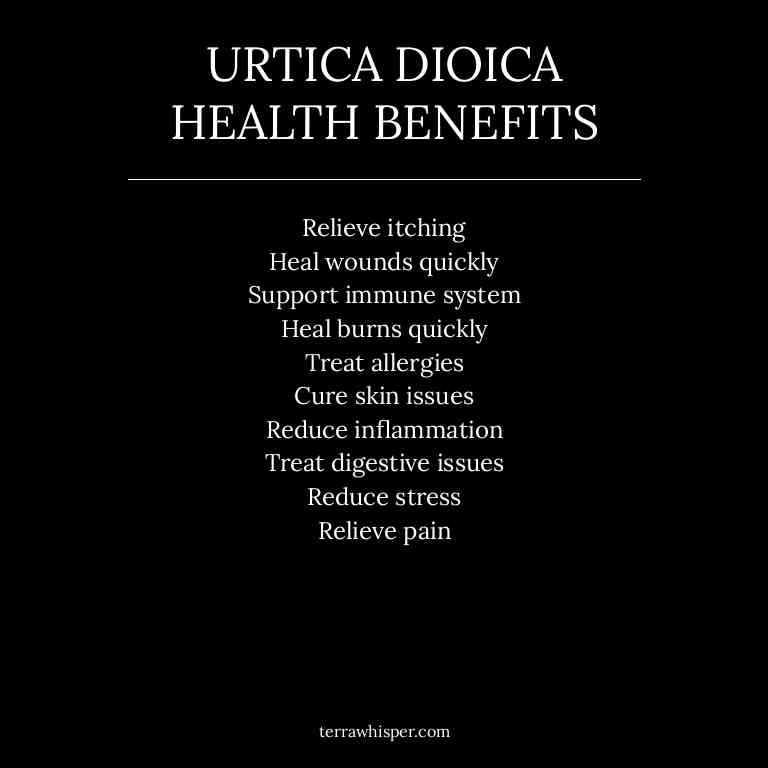 URTICA DIOICA
HEALTH BENEFITS
Relieve itching
Heal wounds quickly
Support immune system
Heal burns quickly
Treat allergies
Cure skin issues
Reduce inflammation
Treat digestive issues
Reduce stress
Relieve pain
terrawhisper.com